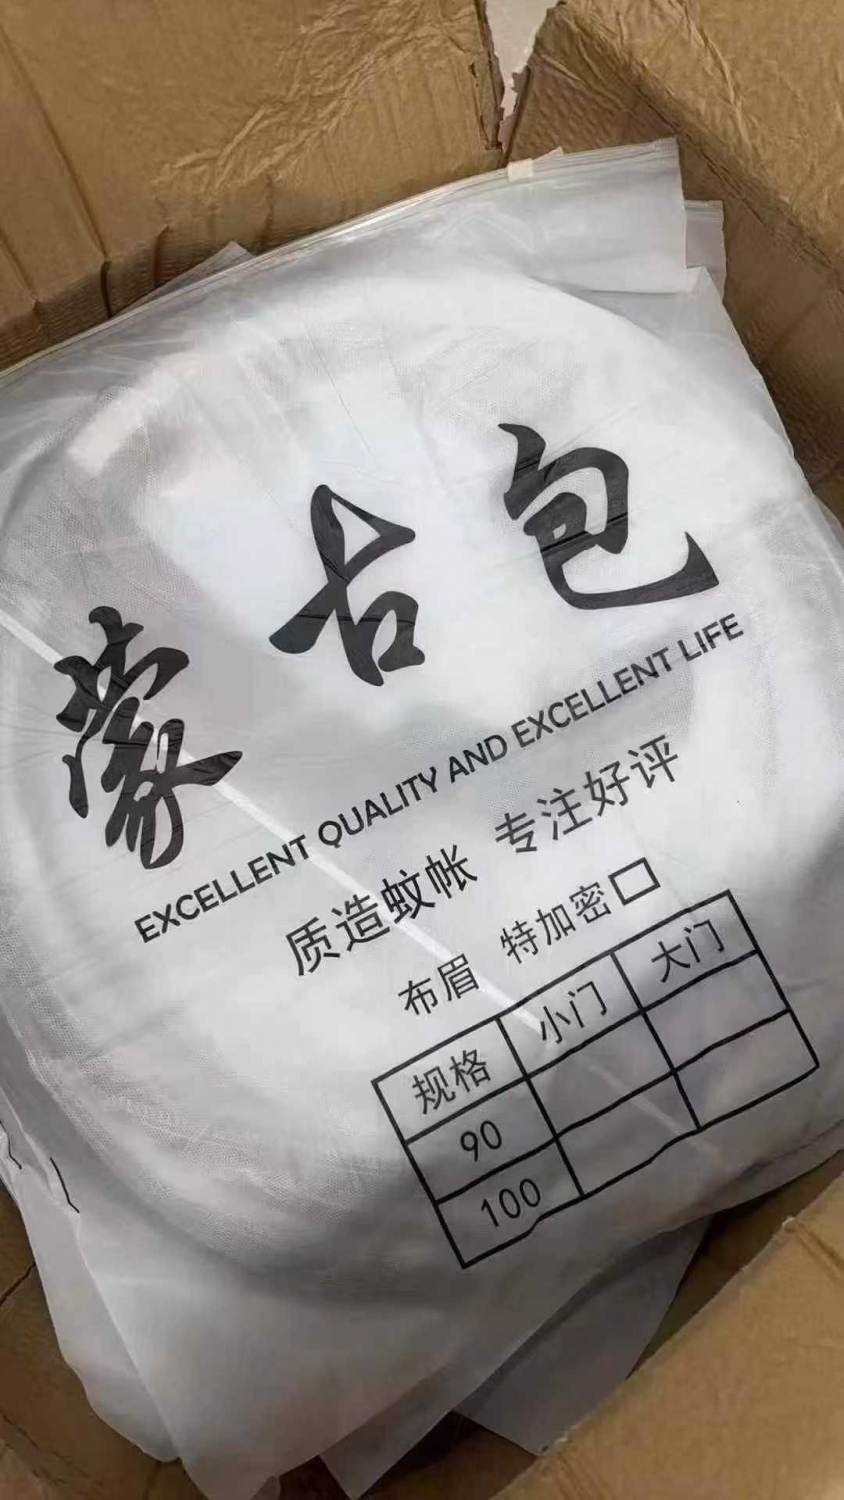 蒙古包
EXCELLENT QUALITY AND EXCELLENT LIFE
质造蚊帐 专注好评
布眉 特加密□
规格 小门 大门
90
100